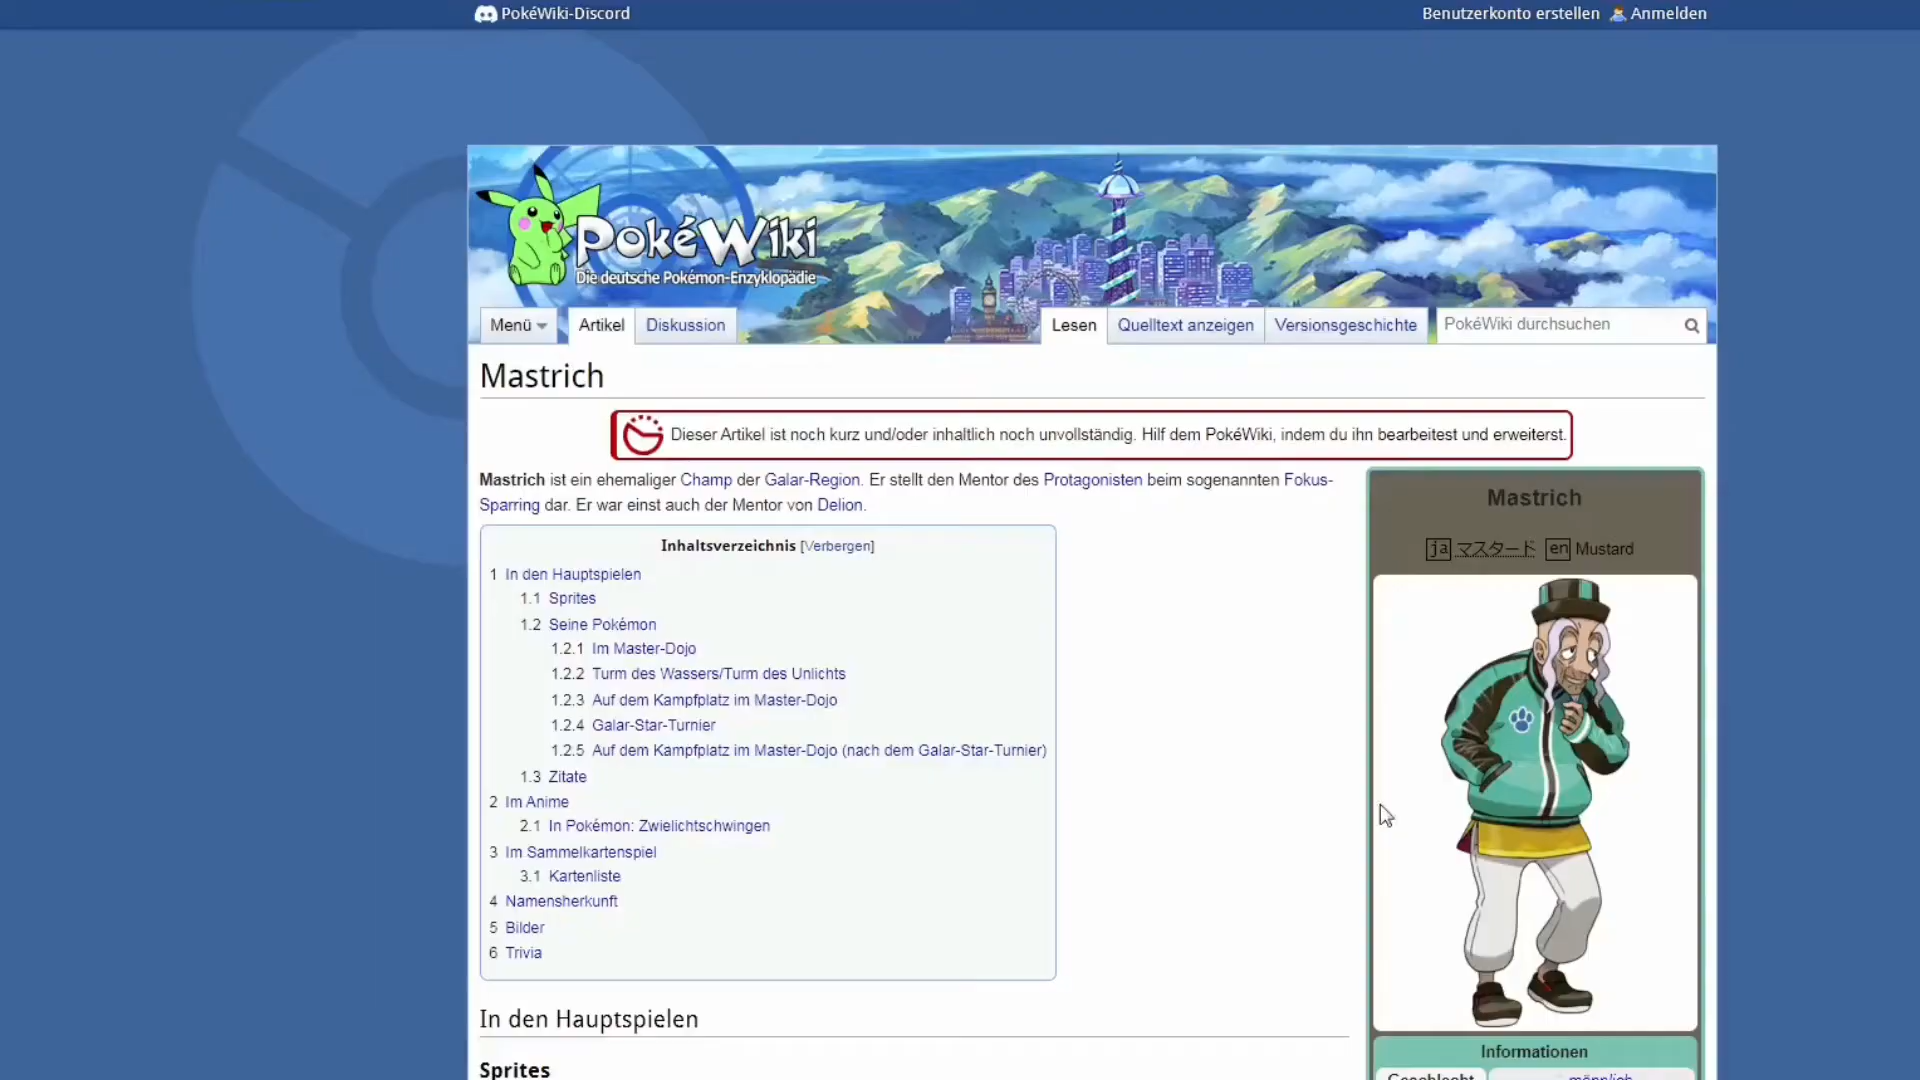 PokéWiki-Discord
Benutzerkonto erstellen Anmelden
PokéWiki
Die deutsche Pokémon-Enzyklopädie
Menü Artikel Diskussion Lesen Quelltext anzeigen Versionsgeschichte PokéWiki durchsuchen
Mastrich
Dieser Artikel ist noch kurz und/oder inhaltlich noch unvollständig. Hilf dem PokéWiki, indem du ihn bearbeitest und erweiterst.
Mastrich ist ein ehemaliger Champ der Galar-Region. Er stellt den Mentor des Protagonisten beim sogenannten Fokus-
Sparring dar. Er war einst auch der Mentor von Delion.
Inhaltsverzeichnis [Verbergen]
1 In den Hauptspielen
1.1 Sprites
1.2 Seine Pokémon
1.2.1 Im Master-Dojo
1.2.2 Turm des Wassers/Turm des Unlichts
1.2.3 Auf dem Kampfplatz im Master-Dojo
1.2.4 Galar-Star-Turnier
1.2.5 Auf dem Kampfplatz im Master-Dojo (nach dem Galar-Star-Turnier)
1.3 Zitate
2 Im Anime
2.1 In Pokémon: Zwielichtschwingen
3 Im Sammelkartenspiel
3.1 Kartenliste
4 Namensherkunft
5 Bilder
6 Trivia
In den Hauptspielen
Sprites
Mastrich
ja マスタード en Mustard
Informationen
Geschlecht männlich